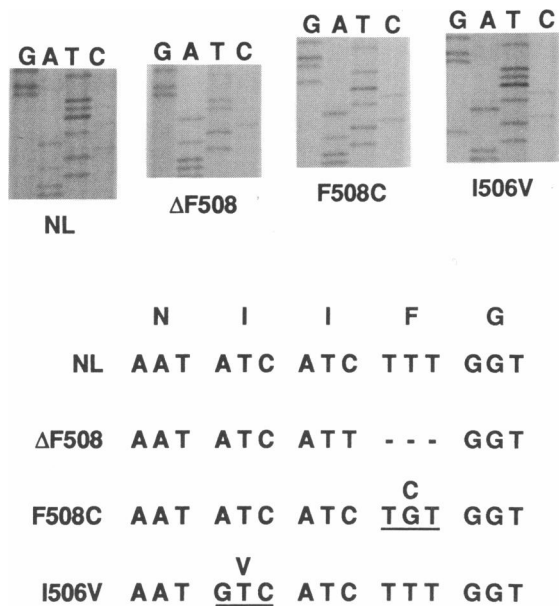 G A T C
G A T C
G A T C
G A T C
NL
ΔF508
F508C
I506V
N I I F G
NL AAT ATC ATC TTT GGT
ΔF508 AAT ATC ATT - - - GGT
C
F508C AAT ATC ATC TGT GGT
V
I506V AAT GTC ATC TTT GGT